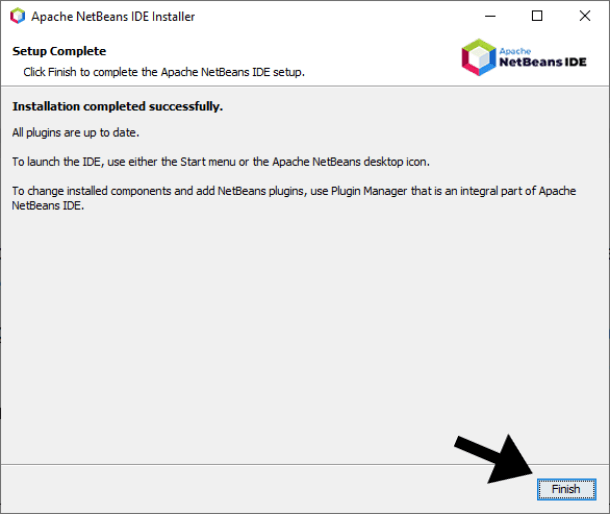 Apache NetBeans IDE Installer
Setup Complete
Click Finish to complete the Apache NetBeans IDE setup.
Apache
NetBeans IDE
Installation completed successfully.
All plugins are up to date.
To launch the IDE, use either the Start menu or the Apache NetBeans desktop icon.
To change installed components and add NetBeans plugins, use Plugin Manager that is an integral part of Apache
NetBeans IDE.
Finish